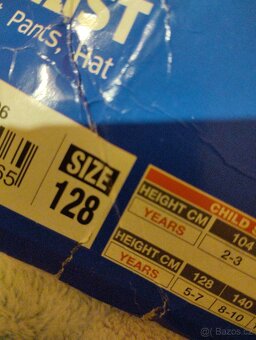 Pants, Hat
SIZE
128
CHILD
HEIGHT CM 104
YEARS 2-3
HEIGHT CM 128 140
YEARS 5-7 8-10
Bazos.cz